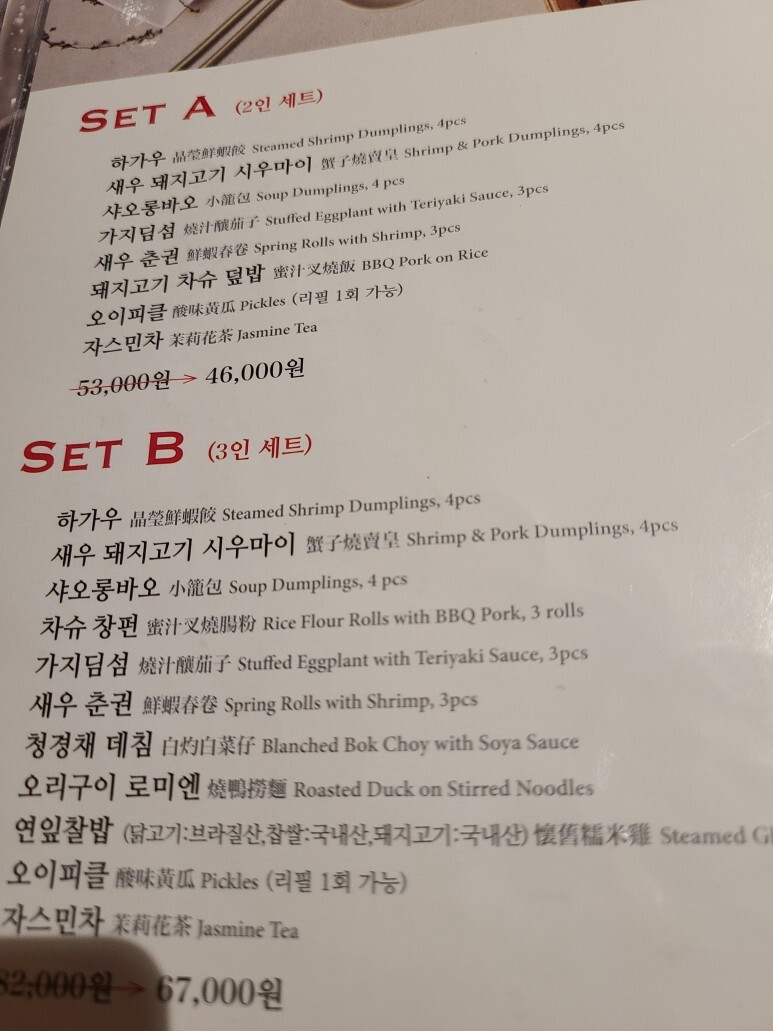 SET A (2인 세트)
하가우 晶瑩鮮蝦餃 Steamed Shrimp Dumplings, 4pcs
새우 돼지고기 시우마이 蟹子燒賣皇 Shrimp & Pork Dumplings, 4pcs
샤오롱바오 小籠包 Soup Dumplings, 4 pcs
가지딤섬 燒汁釀茄子 Stuffed Eggplant with Teriyaki Sauce, 3pcs
새우 춘권 鮮蝦春卷 Spring Rolls with Shrimp, 3pcs
돼지고기 차슈 덮밥 蜜汁叉燒飯 BBQ Pork on Rice
오이피클 酸味黃瓜 Pickles (리필 1회 가능)
자스민차 茉莉花茶 Jasmine Tea
53,000원 → 46,000원
SET B (3인 세트)
하가우 晶瑩鮮蝦餃 Steamed Shrimp Dumplings, 4pcs
새우 돼지고기 시우마이 蟹子燒賣皇 Shrimp & Pork Dumplings, 4pcs
샤오롱바오 小籠包 Soup Dumplings, 4 pcs
차슈 창편 蜜汁叉燒腸粉 Rice Flour Rolls with BBQ Pork, 3 rolls
가지딤섬 燒汁釀茄子 Stuffed Eggplant with Teriyaki Sauce, 3pcs
새우 춘권 鮮蝦春卷 Spring Rolls with Shrimp, 3pcs
청경채 데침 白灼白菜仔 Blanched Bok Choy with Soya Sauce
오리구이 로미엔 燒鴨撈麵 Roasted Duck on Stirred Noodles
연잎찰밥 (닭고기:브라질산,찹쌀:국내산,돼지고기:국내산) 懷舊糯米雞 Steamed
오이피클 酸味黃瓜 Pickles (리필 1회 가능)
자스민차 茉莉花茶 Jasmine Tea
82,000원 → 67,000원